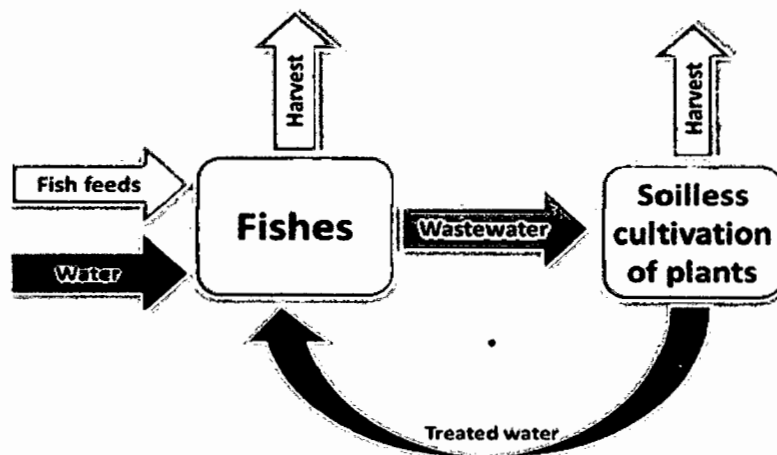 Harvest
Harvest
Fish feeds
Water
Fishes
Wastewater
Soilless
cultivation
of plants
Treated water